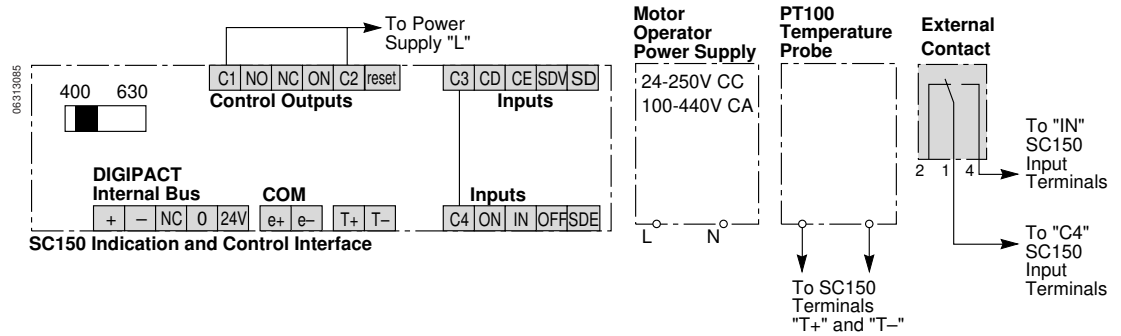 To Power
Supply "L"
Motor
Operator
Power Supply
PT100
Temperature
Probe
External
Contact
06313085
C1 NO NC ON C2 reset
Control Outputs
C3 CD CE SDV SD
Inputs
400 630
24-250V CC
100-440V CA
To "IN"
SC150
Input
Terminals
2 1 4
DIGIPACT
Internal Bus
+ – NC 0 24V
COM
e+ e–
T+ T–
Inputs
C4 ON IN OFF SDE
SC150 Indication and Control Interface
L N
To "C4"
SC150
Input
Terminals
To SC150
Terminals
"T+" and "T–"